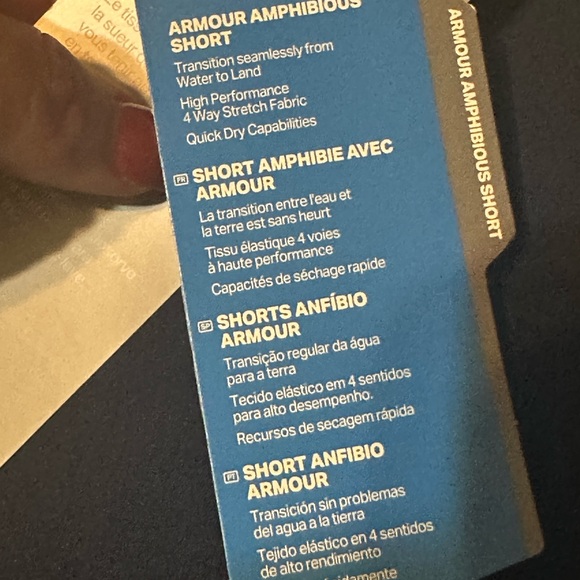 ARMOUR AMPHIBIOUS
SHORT
Transition seamlessly from
Water to Land
High Performance
4 Way Stretch Fabric
Quick Dry Capabilities
FR SHORT AMPHIBIE AVEC
ARMOUR
La transition entre l'eau et
la terre est sans heurt
Tissu élastique 4 voies
à haute performance
Capacités de séchage rapide
SP SHORTS ANFÍBIO
ARMOUR
Transição regular da água
para a terra
Tecido elástico em 4 sentidos
para alto desempenho.
Recursos de secagem rápida
PT SHORT ANFIBIO
ARMOUR
Transición sin problemas
del agua a la tierra
Tejido elástico en 4 sentidos
de alto rendimiento
ARMOUR AMPHIBIOUS SHORT
la sueur
vous
en